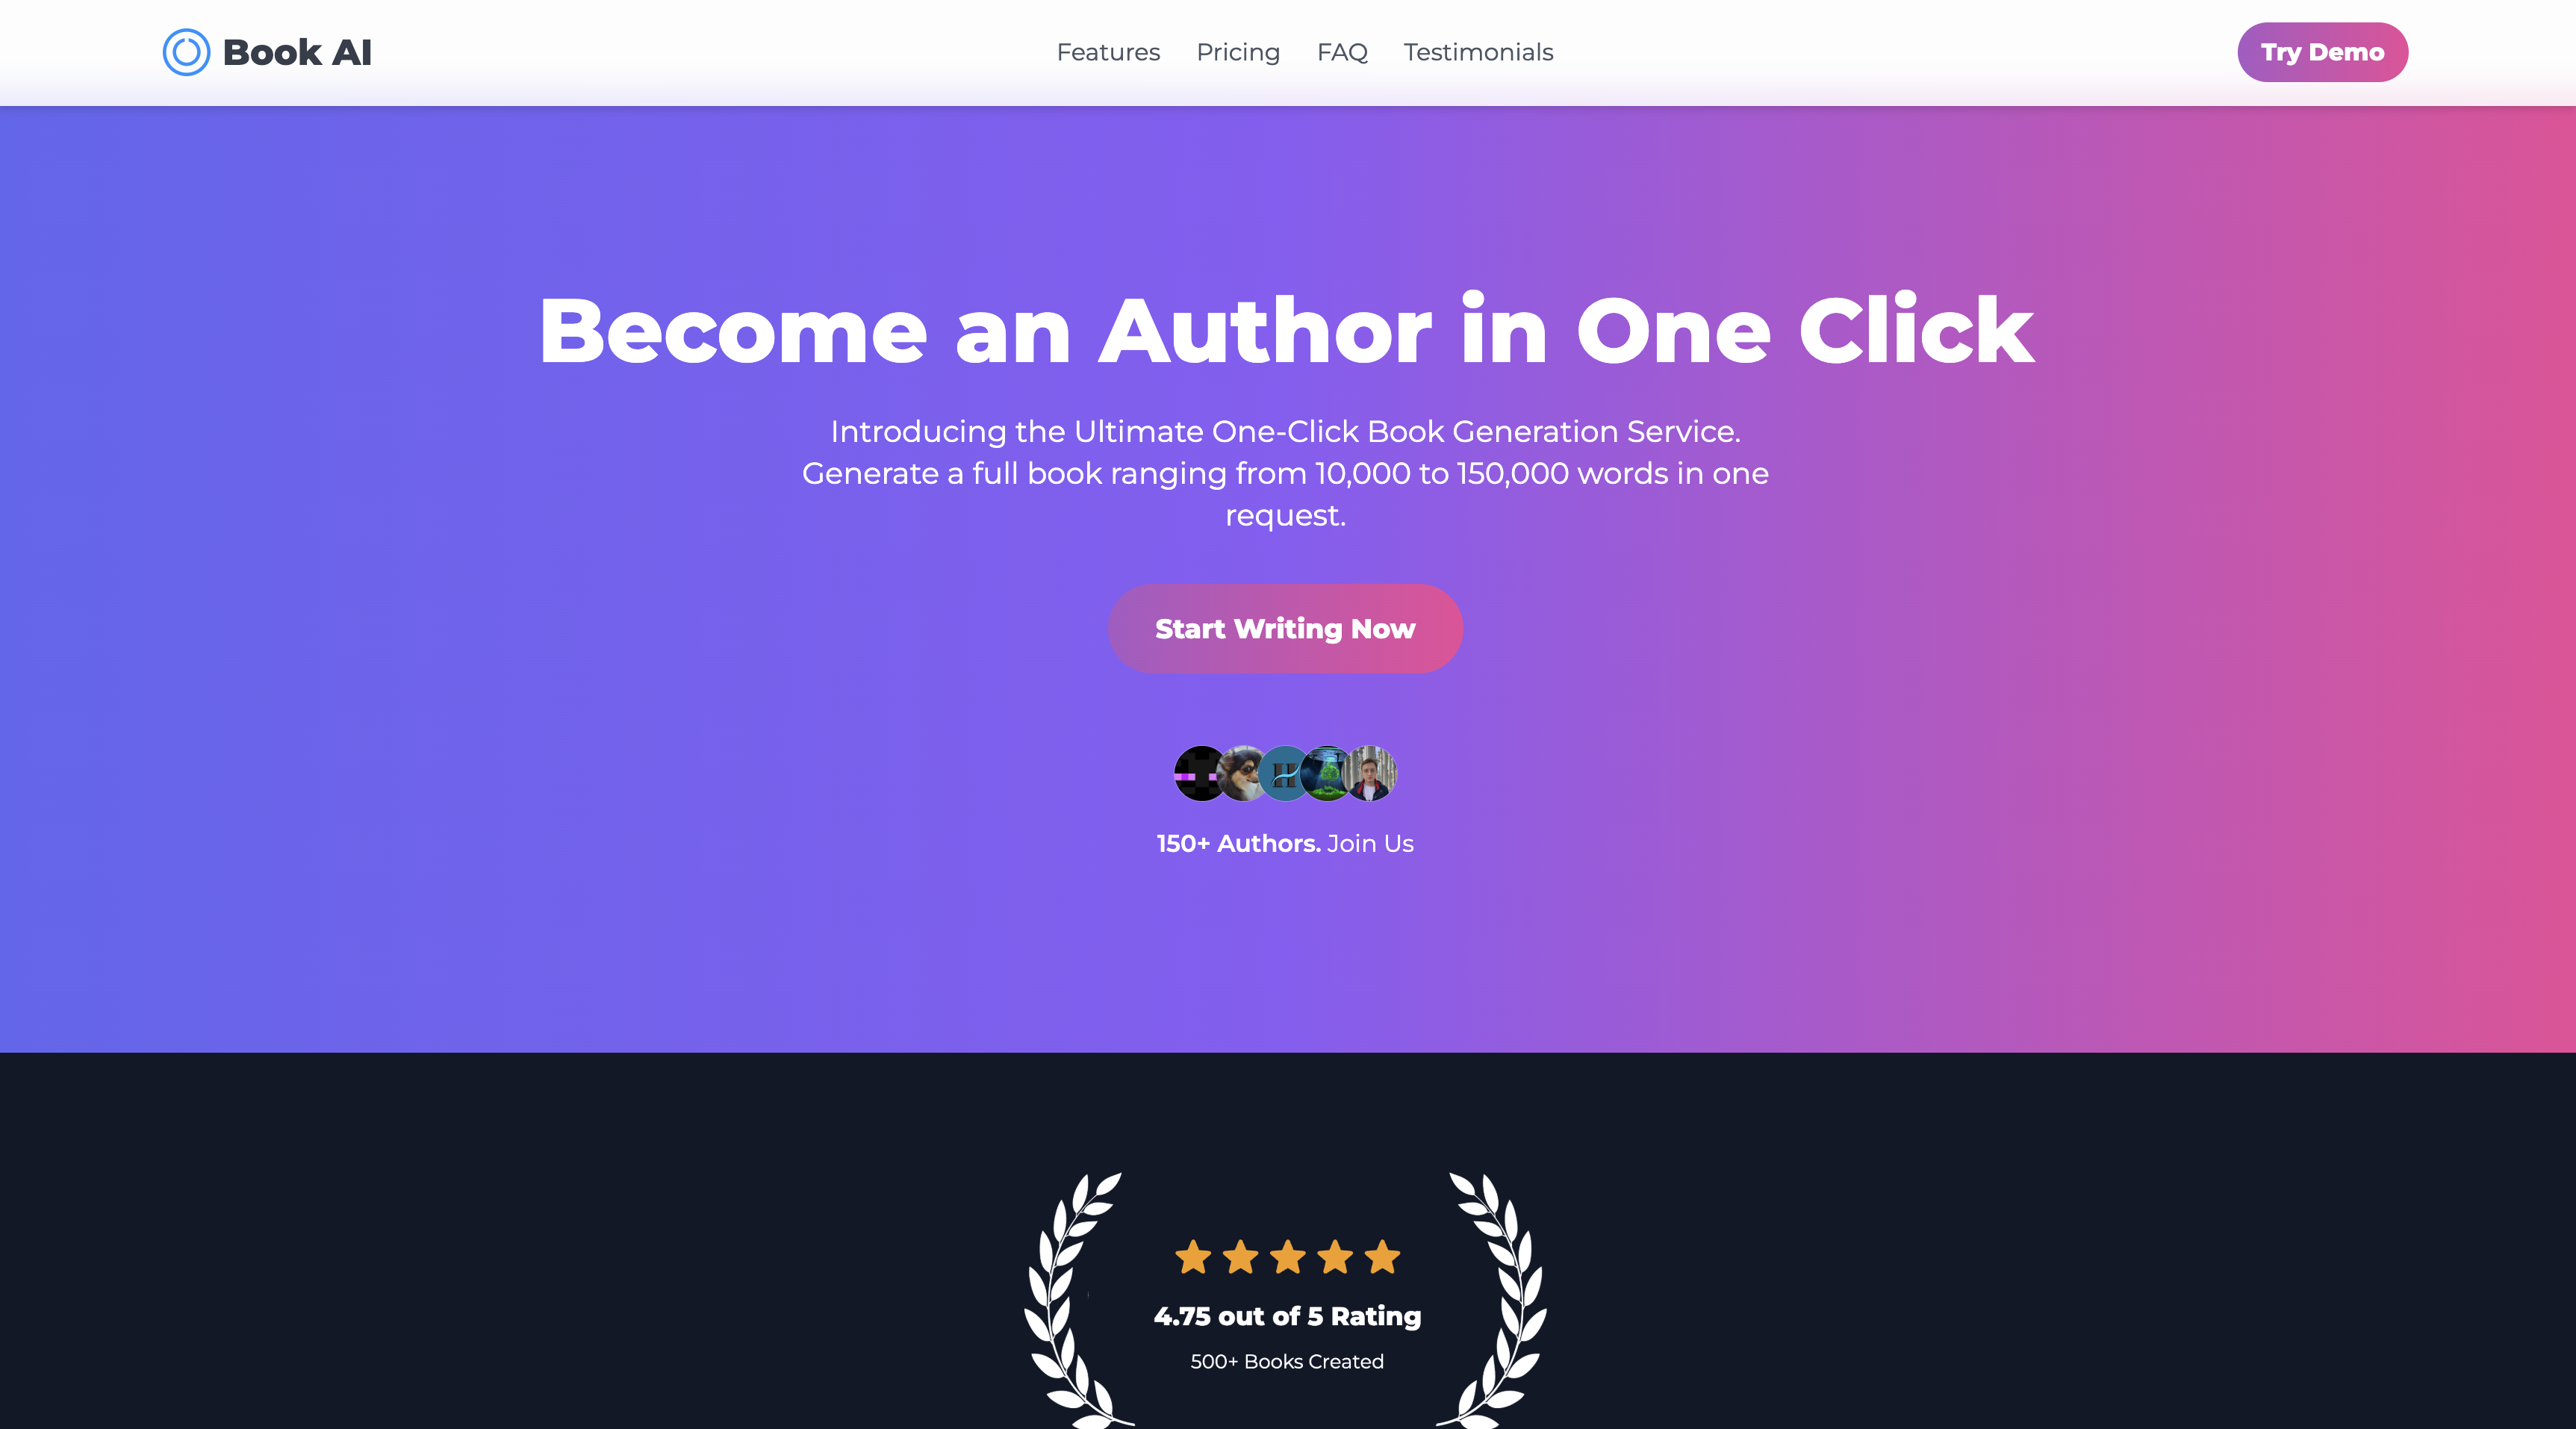 Book AI
Features
Pricing
FAQ
Testimonials
Try Demo
Become an Author in One Click
Introducing the Ultimate One-Click Book Generation Service.
Generate a full book ranging from 10,000 to 150,000 words in one
request.
Start Writing Now
150+ Authors. Join Us
4.75 out of 5 Rating
500+ Books Created